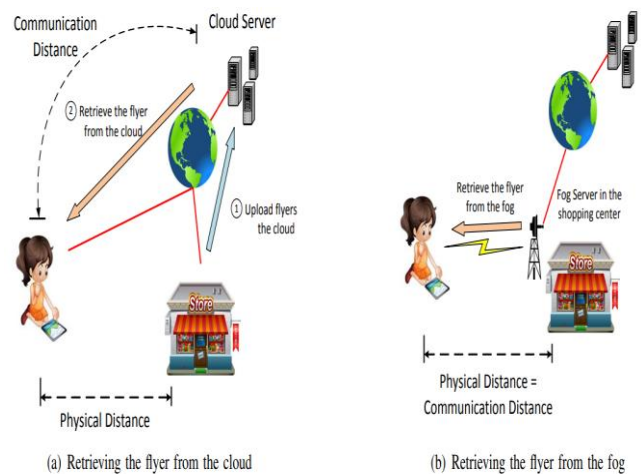 Communication
Distance
Cloud Server
② Retrieve the flyer
from the cloud
① Upload flyers
the cloud
Store
Physical Distance
(a) Retrieving the flyer from the cloud
Retrieve the flyer
from the fog
Fog Server in the
shopping center
Store
Physical Distance =
Communication Distance
(b) Retrieving the flyer from the fog